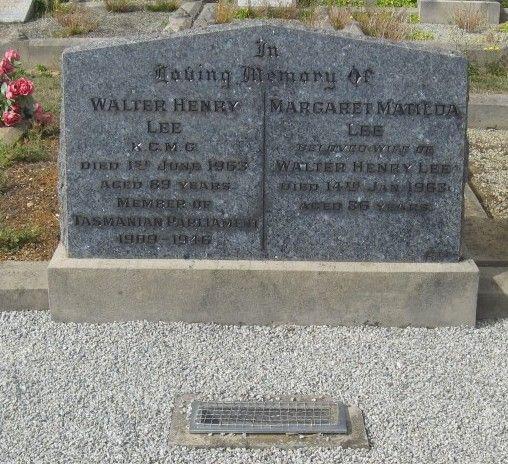 In
Loving Memory Of
WALTER HENRY
LEE
K.C.M.G
DIED 1ST JUNE 1963
AGED 89 YEARS
MEMBER OF
TASMANIAN PARLIAMENT
1909-1946
MARGARET MATILDA
LEE
BELOVED WIFE OF
WALTER HENRY LEE
DIED 14TH JAN 1963
AGED 86 YEARS